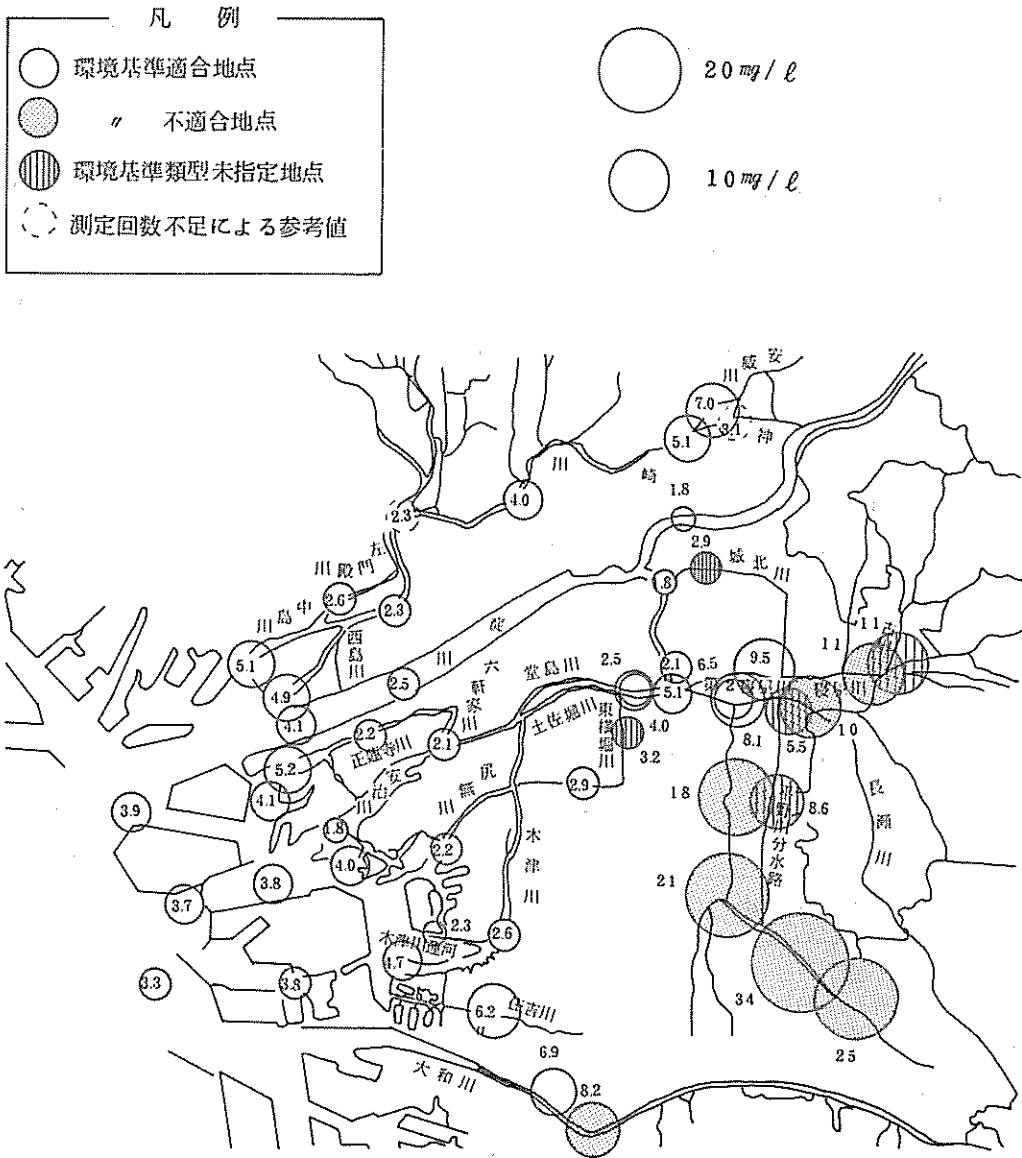 凡 例
環境基準適合地点
〃 不適合地点
環境基準類型未指定地点
測定回数不足による参考値
20mg/ℓ
10mg/ℓ
安威川
7.0
3.1
5.1
神崎川
4.0
1.8
2.3
2.9
城北川
1.8
左門殿川
2.6
2.3
中島川
西島川
5.1
4.9
4.1
淀川
2.5
六軒家川
堂島川
2.5
2.1
6.5
9.5
11
11
5.1
土佐堀川
東横堀川
4.0
3.2
8.1
5.5
10
2.2
正蓮寺川
2.1
5.2
4.1
安治川
尻無川
2.9
18
8.6
分水路
長瀬川
3.9
1.8
4.0
2.2
木津川
3.8
3.7
21
2.3
木津川運河
2.6
4.7
3.3
3.8
6.2
住吉川
34
25
大和川
6.9
8.2